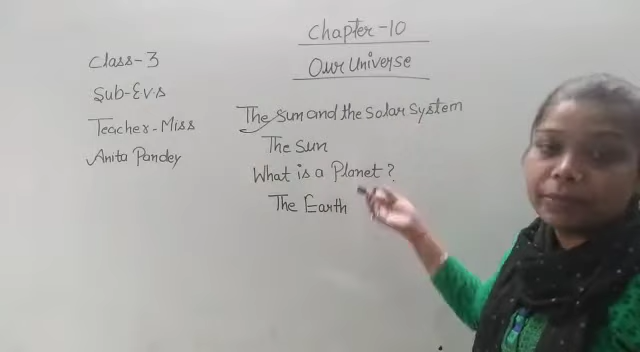 Chapter-10
Our Universe
Class-3
Sub-E.v.s
Teacher-Miss
Anita Pandey
The sun and the solar system
The sun
What is a Planet?
The Earth